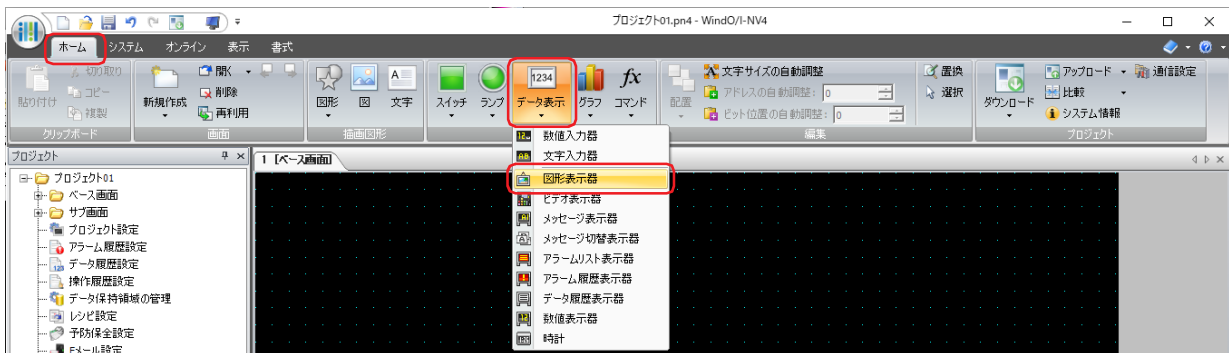 プロジェクト01.pn4 - WindO/I-NV4
ホーム システム オンライン 表示 書式
貼り付け 切り取り コピー 複製
新規作成 開く 削除 再利用
図形 図 文字
スイッチ ランプ データ表示 グラフ コマンド
1234 fx
配置 文字サイズの自動調整
アドレスの自動調整: 0
ビット位置の自動調整: 0
置換 選択
ダウンロード アップロード 比較 システム情報 通信設定
クリップボード 画面 描画図形 編集 プロジェクト
プロジェクト
1 [ベース画面]
プロジェクト01
ベース画面
サブ画面
プロジェクト設定
アラーム履歴設定
データ履歴設定
操作履歴設定
データ保持領域の管理
レシピ設定
予防保全設定
Eメール設定
数値入力器
文字入力器
図形表示器
ビデオ表示器
メッセージ表示器
メッセージ切替表示器
アラームリスト表示器
アラーム履歴表示器
データ履歴表示器
数値表示器
時計